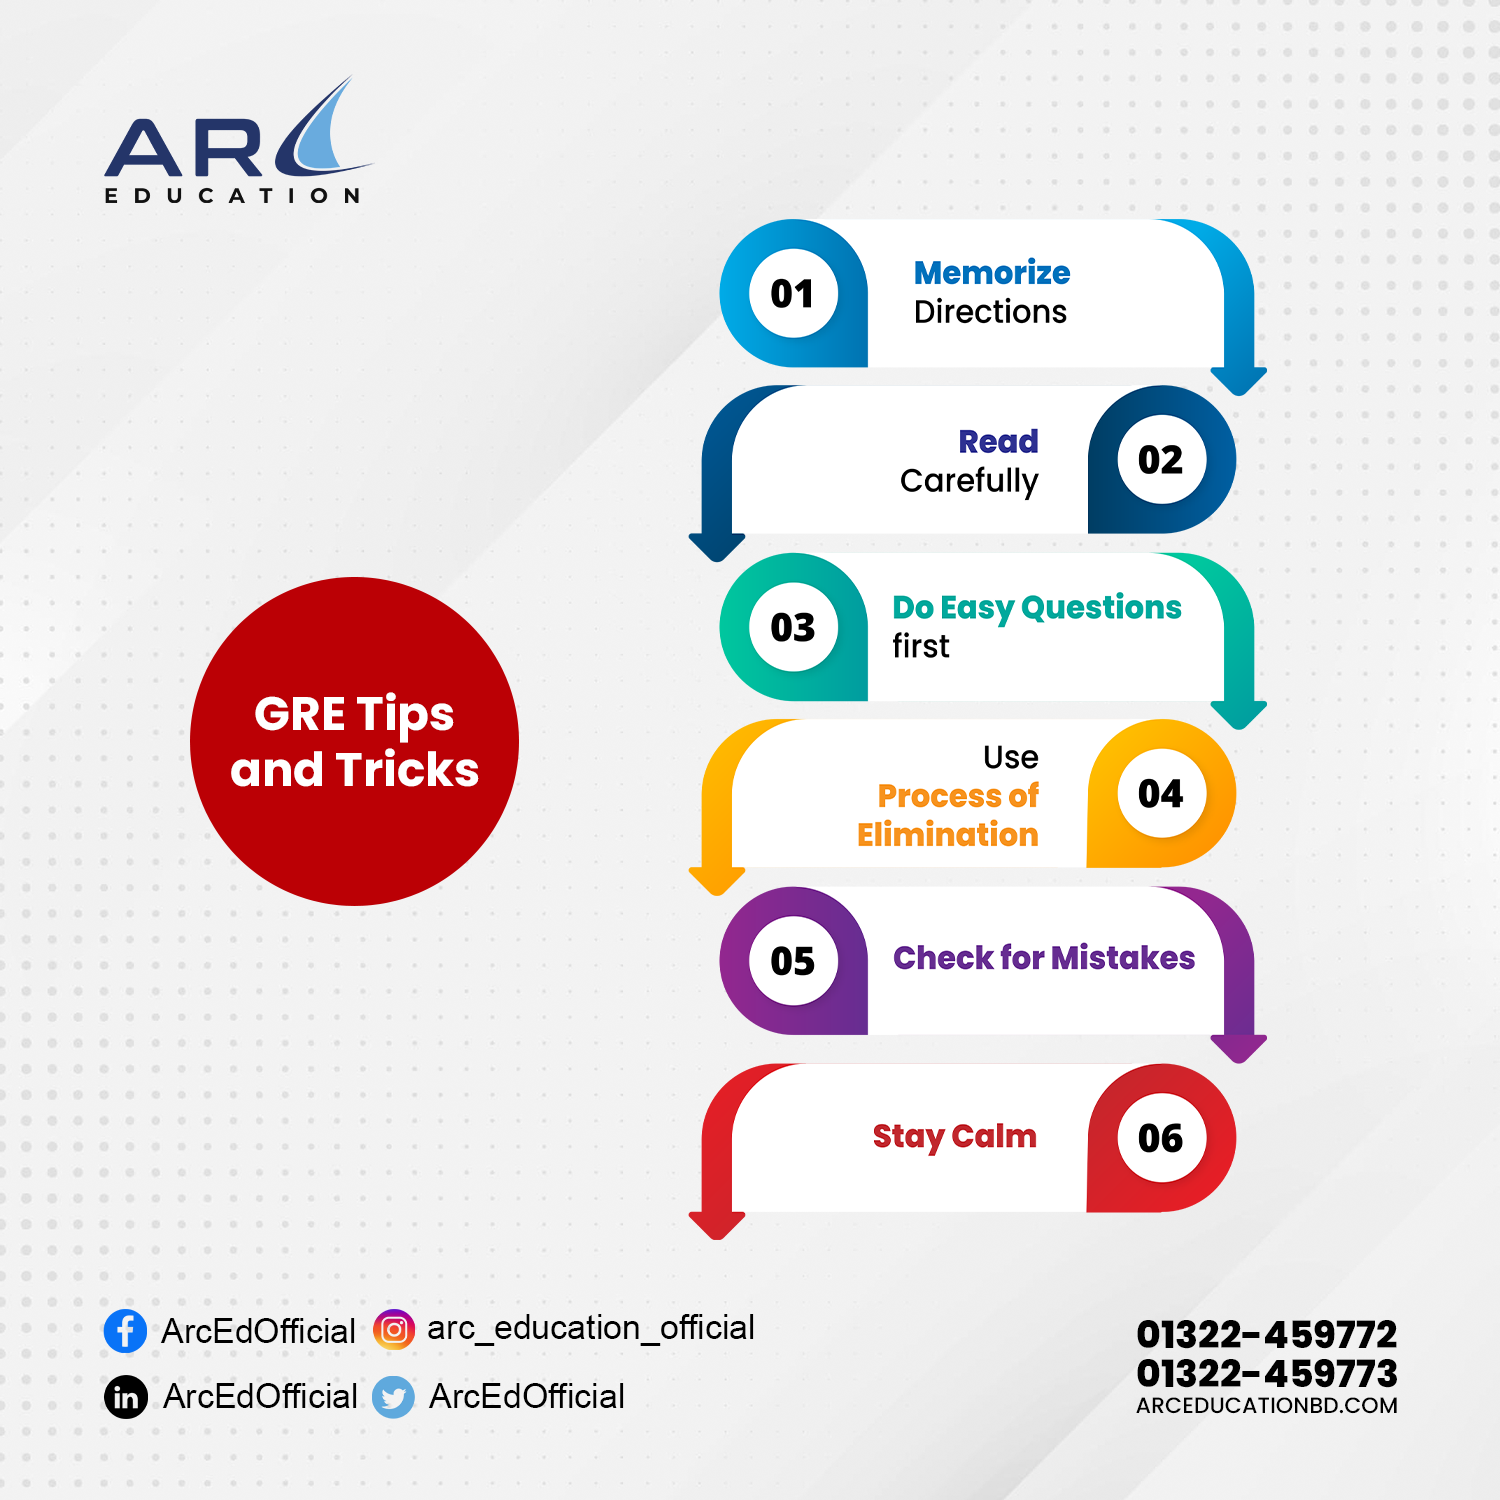 ARC
EDUCATION
01
Memorize
Directions
Read
Carefully
02
03
Do Easy Questions
first
Use
Process of
Elimination
04
GRE Tips
and Tricks
05
Check for Mistakes
Stay Calm
06
ArcEdOfficial
arc_education_official
ArcEdOfficial
ArcEdOfficial
01322-459772
01322-459773
ARCEDUCATIONBD.COM